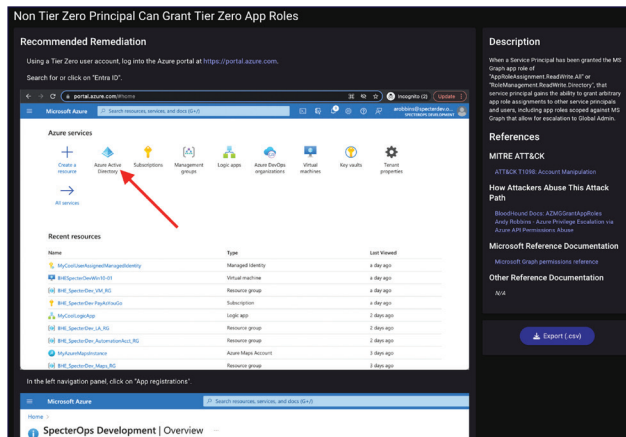 Non Tier Zero Principal Can Grant Tier Zero App Roles
Recommended Remediation
Using a Tier Zero user account, log into the Azure portal at https://portal.azure.com.
Search for or click on "Entra ID".
portal.azure.com/#home
Incognito (2)
Update
Microsoft Azure
Search resources, services, and docs (G+/)
arobbins@specterdev.o...
SPECTEROPS DEVELOPMENT
Azure services
Create a resource
Azure Active Directory
Subscriptions
Management groups
Logic apps
Azure DevOps organizations
Virtual machines
Key vaults
Tenant properties
All services
Recent resources
Name Type Last Viewed
MyCoolUserAssignedManagedIdentity Managed Identity a day ago
BHESpecterDevWin10-01 Virtual machine a day ago
BHE_SpecterDev_VM_RG Resource group a day ago
BHE_SpecterDev PayAsYouGo Subscription a day ago
MyCoolLogicApp Logic app 2 days ago
BHE_SpecterDev_LA_RG Resource group 2 days ago
BHE_SpecterDev_AutomationAcct_RG Resource group 2 days ago
MyAzureMapsInstance Azure Maps Account 3 days ago
BHE_SpecterDev_Maps_RG Resource group 3 days ago
In the left navigation panel, click on "App registrations".
Microsoft Azure
Search resources, services, and docs (G+/)
Home >
SpecterOps Development | Overview
Description
When a Service Principal has been granted the MS
Graph app role of
"AppRoleAssignment.ReadWrite.All" or
"RoleManagement.ReadWrite.Directory", that
service principal gains the ability to grant arbitrary
app role assignments to other service principals
and users, including app roles scoped against MS
Graph that allow for escalation to Global Admin.
References
MITRE ATT&CK
ATT&CK T1098: Account Manipulation
How Attackers Abuse This Attack
Path
BloodHound Docs: AZMGGrantAppRoles
Andy Robbins - Azure Privilege Escalation via
Azure API Permissions Abuse
Microsoft Reference Documentation
Microsoft Graph permissions reference
Other Reference Documentation
N/A
Export (.csv)